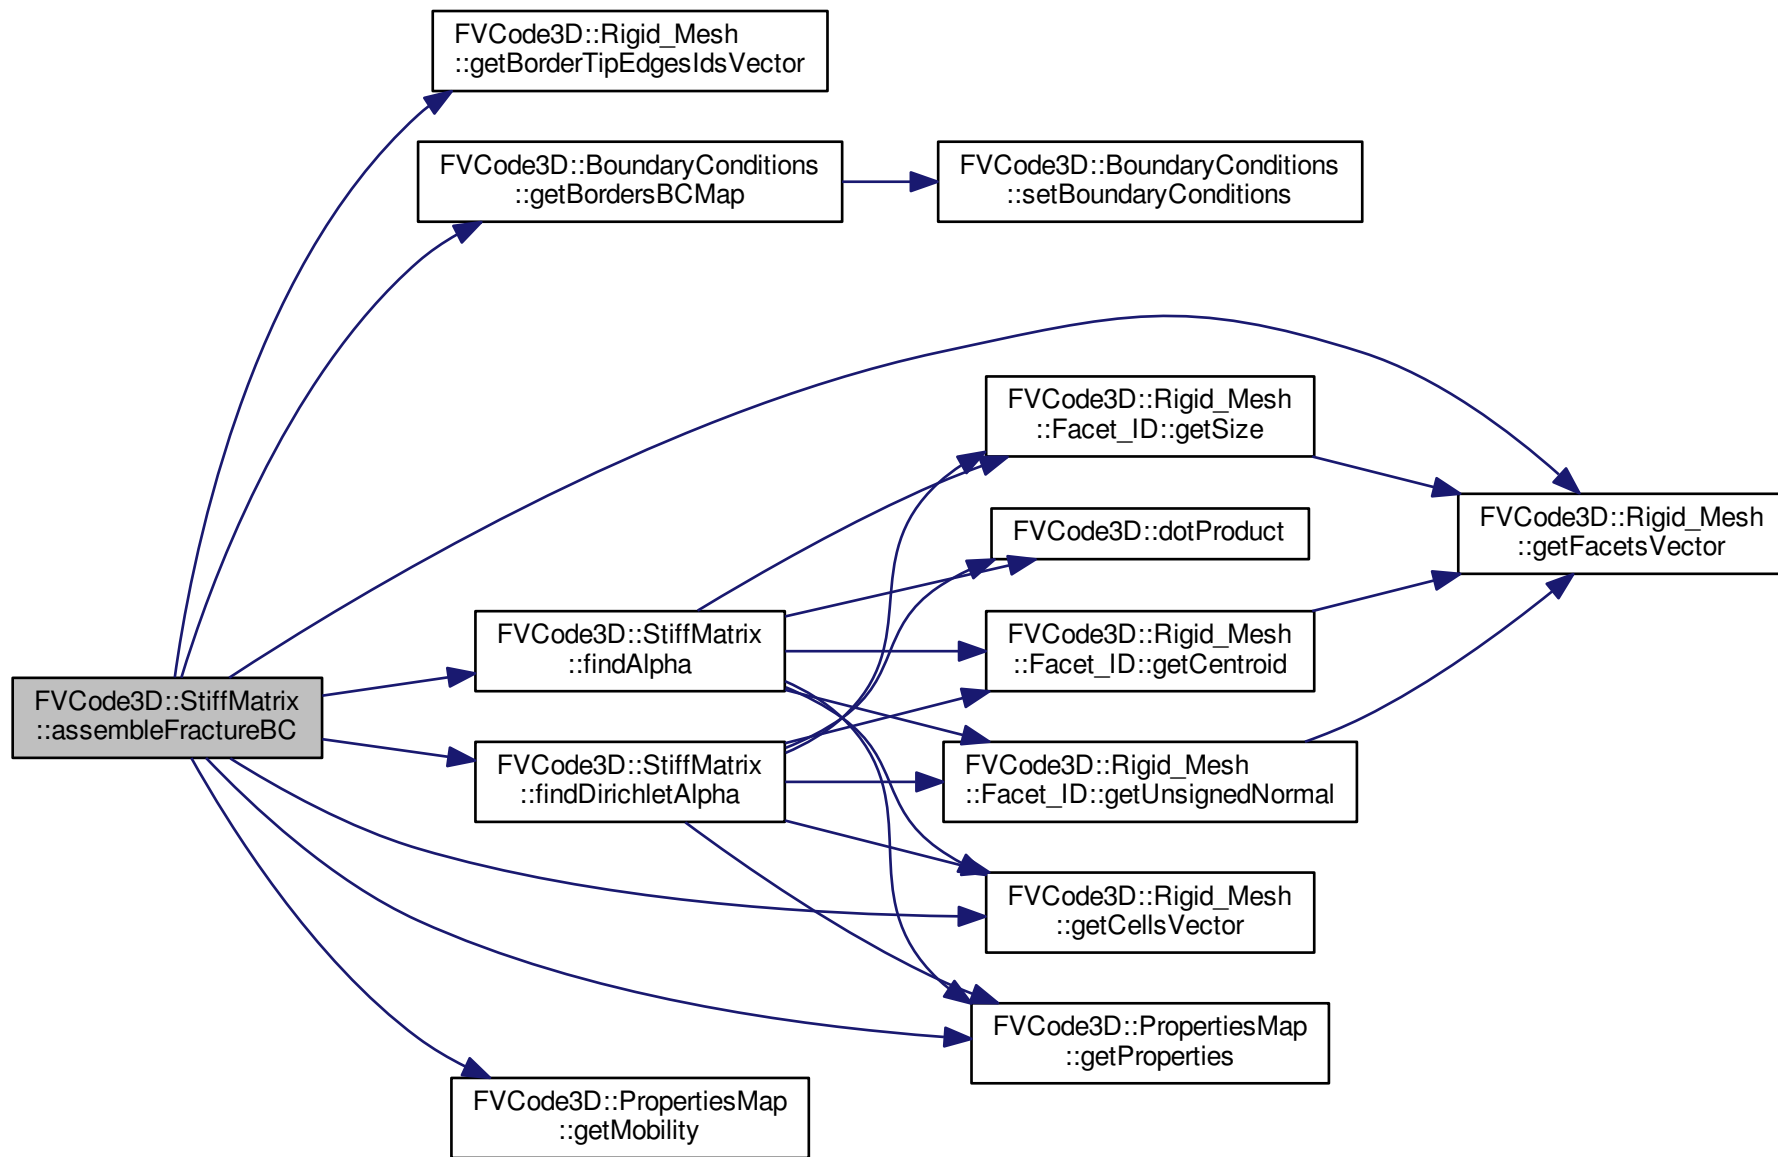 FVCode3D::Rigid_Mesh
::getBorderTipEdgesIdsVector
FVCode3D::BoundaryConditions
::getBordersBCMap
FVCode3D::BoundaryConditions
::setBoundaryConditions
FVCode3D::Rigid_Mesh
::Facet_ID::getSize
FVCode3D::Rigid_Mesh
::getFacetsVector
FVCode3D::dotProduct
FVCode3D::StiffMatrix
::findAlpha
FVCode3D::Rigid_Mesh
::Facet_ID::getCentroid
FVCode3D::StiffMatrix
::assembleFractureBC
FVCode3D::StiffMatrix
::findDirichletAlpha
FVCode3D::Rigid_Mesh
::Facet_ID::getUnsignedNormal
FVCode3D::Rigid_Mesh
::getCellsVector
FVCode3D::PropertiesMap
::getProperties
FVCode3D::PropertiesMap
::getMobility